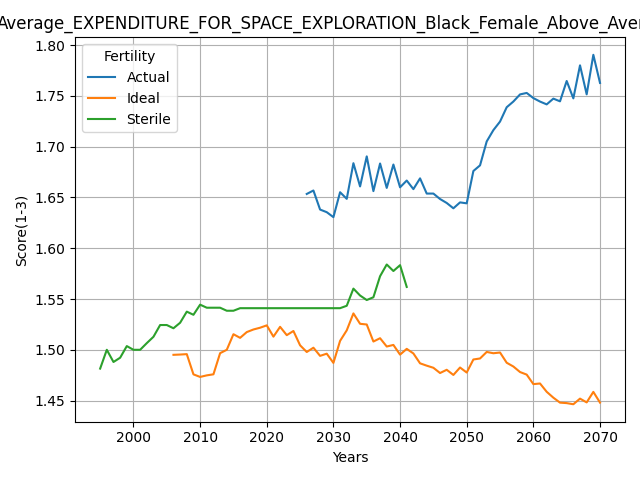 Average_EXPENDITURE_FOR_SPACE_EXPLORATION_Black_Female_Above_Aver
Fertility
Actual
Ideal
Sterile
1.80
1.75
1.70
1.65
1.60
1.55
1.50
1.45
Score(1-3)
2000 2010 2020 2030 2040 2050 2060 2070
Years